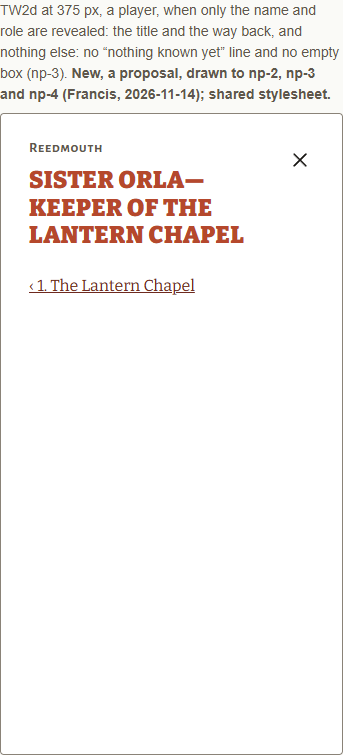 TW2d at 375 px, a player, when only the name and
role are revealed: the title and the way back, and
nothing else: no “nothing known yet” line and no empty
box (np-3). New, a proposal, drawn to np-2, np-3
and np-4 (Francis, 2026-11-14); shared stylesheet.
Reedmouth
SISTER ORLA—
KEEPER OF THE
LANTERN CHAPEL
‹ 1. The Lantern Chapel